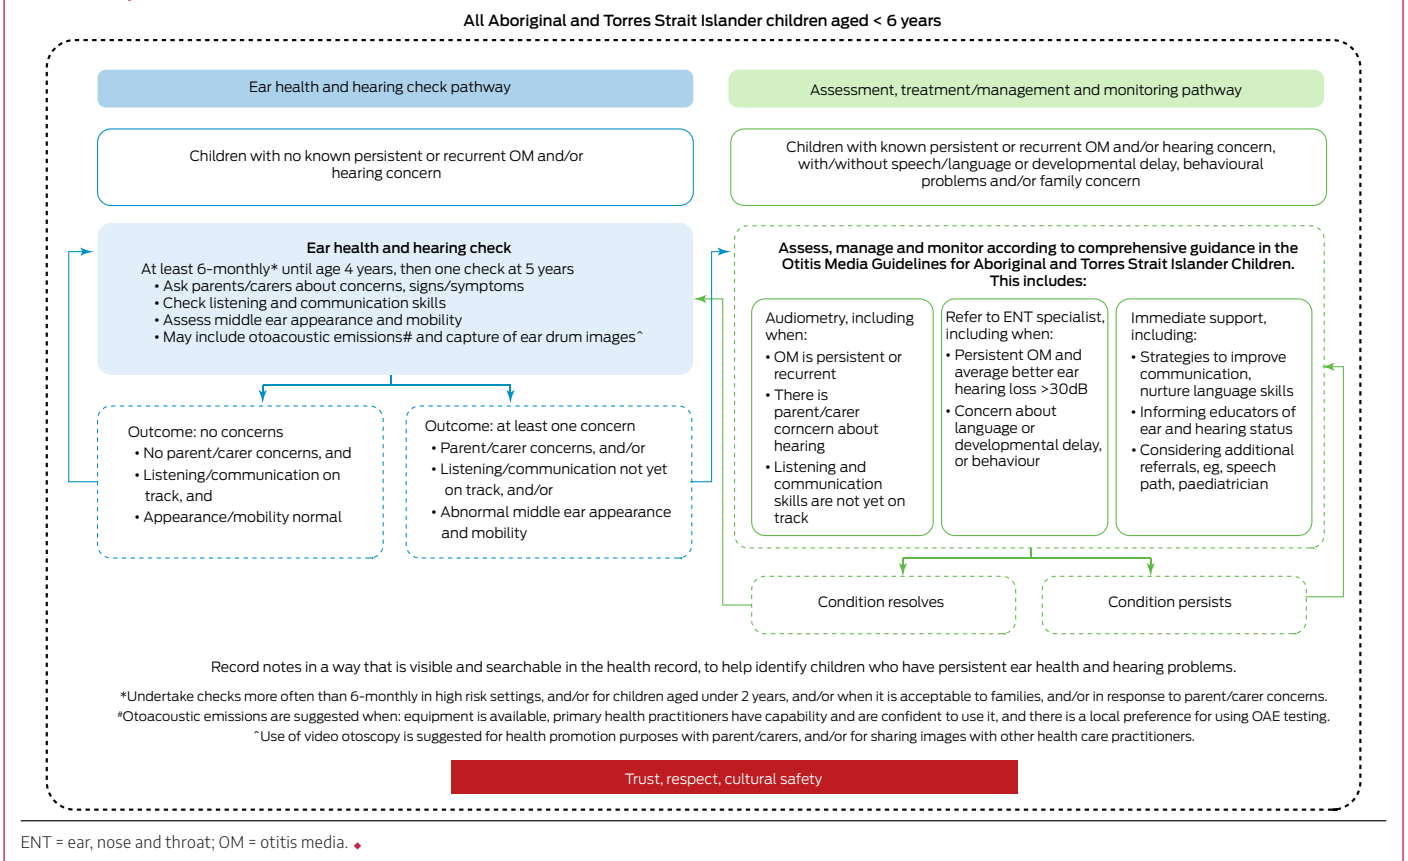 All Aboriginal and Torres Strait Islander children aged < 6 years
Ear health and hearing check pathway
Children with no known persistent or recurrent OM and/or
hearing concern
Ear health and hearing check
At least 6-monthly* until age 4 years, then one check at 5 years
• Ask parents/carers about concerns, signs/symptoms
• Check listening and communication skills
• Assess middle ear appearance and mobility
• May include otoacoustic emissions# and capture of ear drum images^
Outcome: no concerns
• No parent/carer concerns, and
• Listening/communication on
track, and
• Appearance/mobility normal
Outcome: at least one concern
• Parent/carer concerns, and/or
• Listening/communication not yet
on track, and/or
• Abnormal middle ear appearance
and mobility
Assessment, treatment/management and monitoring pathway
Children with known persistent or recurrent OM and/or hearing concern,
with/without speech/language or developmental delay, behavioural
problems and/or family concern
Assess, manage and monitor according to comprehensive guidance in the
Otitis Media Guidelines for Aboriginal and Torres Strait Islander Children.
This includes:
Audiometry, including
when:
• OM is persistent or
recurrent
• There is
parent/carer
corncern about
hearing
• Listening and
communication
skills are not yet on
track
Refer to ENT specialist,
including when:
• Persistent OM and
average better ear
hearing loss >30dB
• Concern about
language or
developmental delay,
or behaviour
Immediate support,
including:
• Strategies to improve
communication,
nurture language skills
• Informing educators of
ear and hearing status
• Considering additional
referrals, eg, speech
path, paediatrician
Condition resolves
Condition persists
Record notes in a way that is visible and searchable in the health record, to help identify children who have persistent ear health and hearing problems.
*Undertake checks more often than 6-monthly in high risk settings, and/or for children aged under 2 years, and/or when it is acceptable to families, and/or in response to parent/carer concerns.
#Otoacoustic emissions are suggested when: equipment is available, primary health practitioners have capability and are confident to use it, and there is a local preference for using OAE testing.
^Use of video otoscopy is suggested for health promotion purposes with parent/carers, and/or for sharing images with other health care practitioners.
Trust, respect, cultural safety
ENT = ear, nose and throat; OM = otitis media. ◆